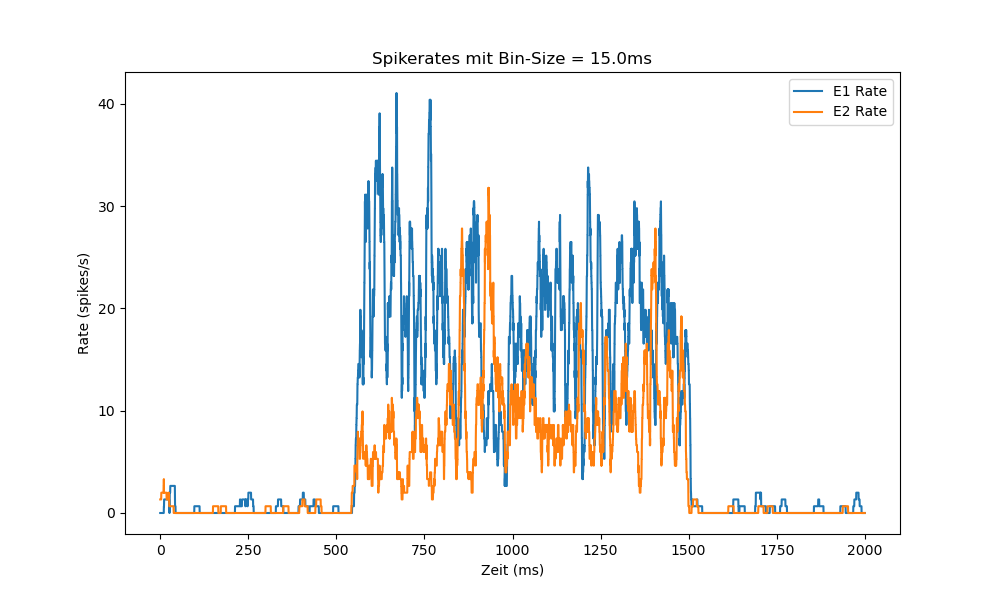 Spikerates mit Bin-Size = 15.0ms
E1 Rate
E2 Rate
Rate (spikes/s)
40
30
20
10
0
0 250 500 750 1000 1250 1500 1750 2000
Zeit (ms)